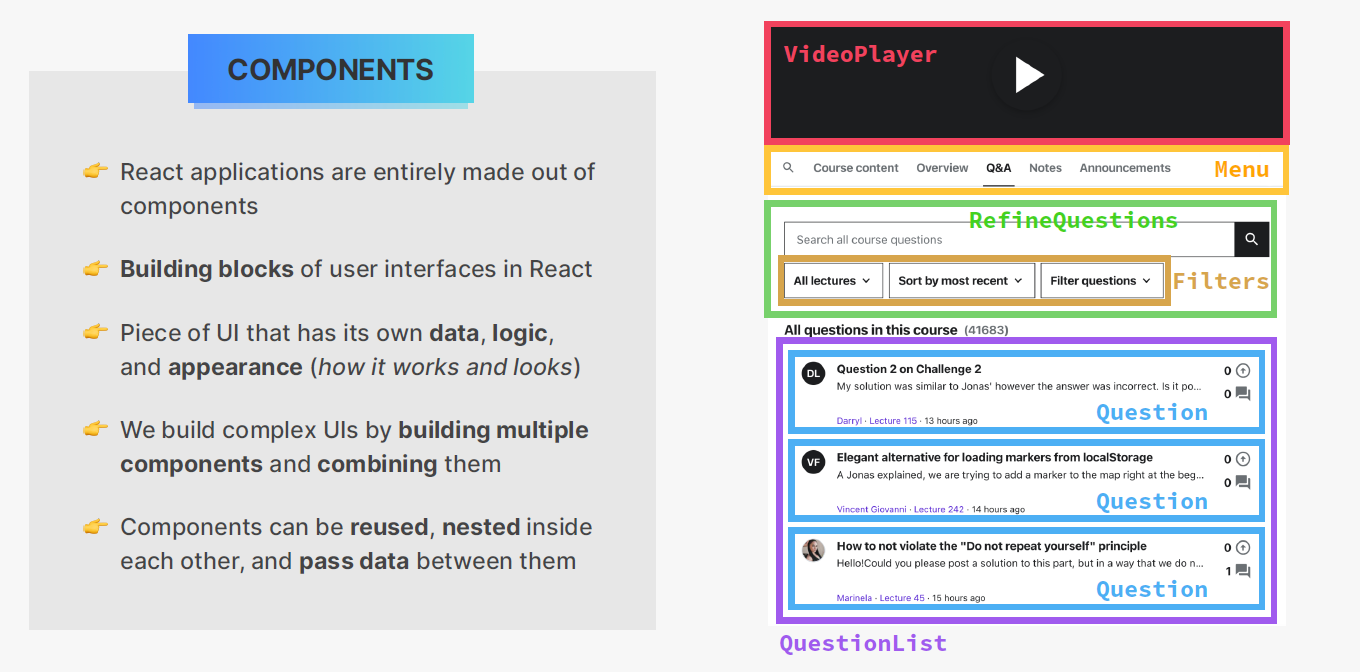 COMPONENTS
👉 React applications are entirely made out of
components
👉 Building blocks of user interfaces in React
👉 Piece of UI that has its own data, logic,
and appearance (how it works and looks)
👉 We build complex UIs by building multiple
components and combining them
👉 Components can be reused, nested inside
each other, and pass data between them
VideoPlayer
Course content Overview Q&A Notes Announcements Menu
RefineQuestions
Search all course questions
All lectures Sort by most recent Filter questions Filters
All questions in this course (41683)
DL Question 2 on Challenge 2 0
My solution was similar to Jonas' however the answer was incorrect. Is it po...
0
Question
Darryl · Lecture 115 · 13 hours ago
VF Elegant alternative for loading markers from localStorage 0
A Jonas explained, we are trying to add a marker to the map right at the beg...
0
Question
Vincent Giovanni · Lecture 242 · 14 hours ago
How to not violate the "Do not repeat yourself" principle 0
Hello!Could you please post a solution to this part, but in a way that we do n...
1
Question
Marinela · Lecture 45 · 15 hours ago
QuestionList